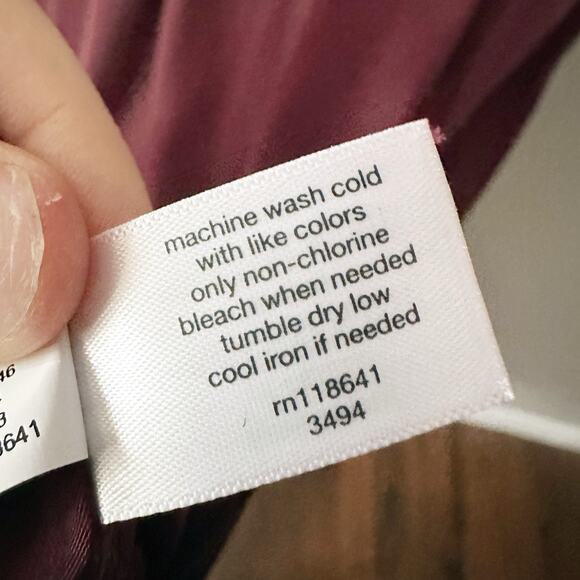 machine wash cold
with like colors
only non-chlorine
bleach when needed
tumble dry low
cool iron if needed
rn118641
3494